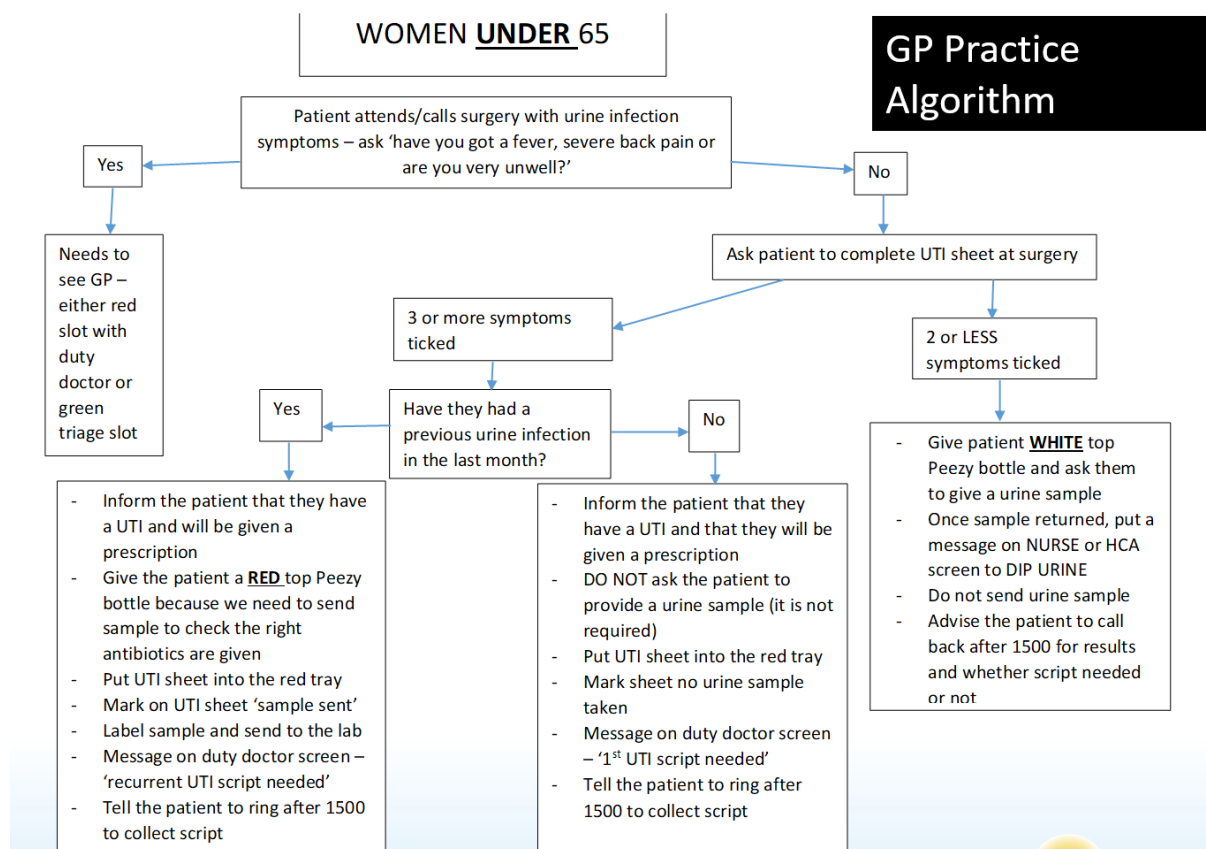 WOMEN UNDER 65
GP Practice
Algorithm
Patient attends/calls surgery with urine infection
symptoms – ask ‘have you got a fever, severe back pain or
are you very unwell?’
Yes
No
Needs to
see GP –
either red
slot with
duty
doctor or
green
triage slot
Ask patient to complete UTI sheet at surgery
3 or more symptoms
ticked
2 or LESS
symptoms ticked
Yes
Have they had a
previous urine infection
in the last month?
No
- Inform the patient that they have
a UTI and will be given a
prescription
- Give the patient a RED top Peezy
bottle because we need to send
sample to check the right
antibiotics are given
- Put UTI sheet into the red tray
- Mark on UTI sheet ‘sample sent’
- Label sample and send to the lab
- Message on duty doctor screen –
‘recurrent UTI script needed’
- Tell the patient to ring after 1500
to collect script
- Inform the patient that they
have a UTI and that they will be
given a prescription
- DO NOT ask the patient to
provide a urine sample (it is not
required)
- Put UTI sheet into the red tray
- Mark sheet no urine sample
taken
- Message on duty doctor screen
– ‘1st UTI script needed’
- Tell the patient to ring after
1500 to collect script
- Give patient WHITE top
Peezy bottle and ask them
to give a urine sample
- Once sample returned, put a
message on NURSE or HCA
screen to DIP URINE
- Do not send urine sample
- Advise the patient to call
back after 1500 for results
and whether script needed
or not